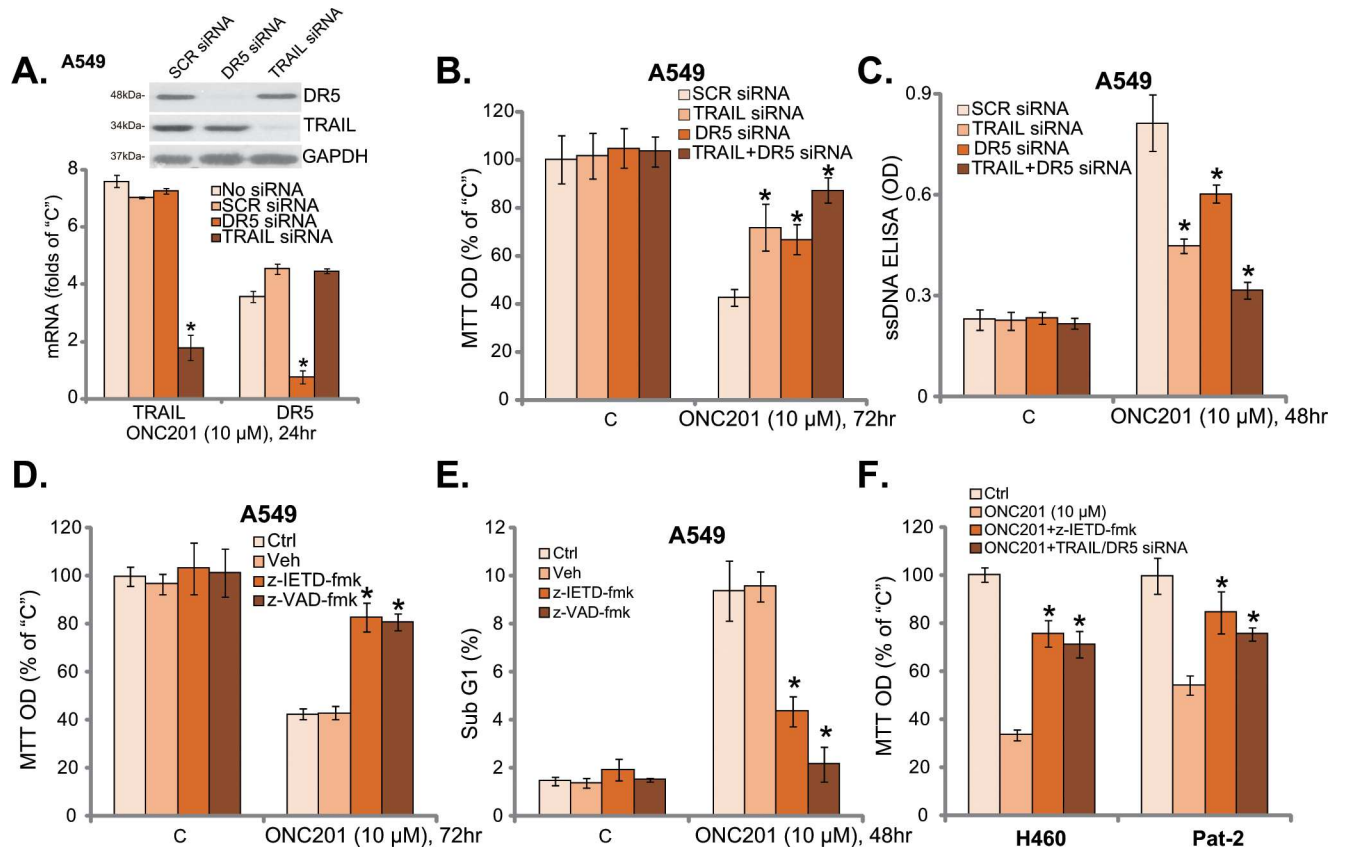 A.
A549
SCR siRNA
DR5 siRNA
TRAIL siRNA
48kDa-
DR5
34kDa-
TRAIL
37kDa-
GAPDH
mRNA (folds of “C”)
8
6
4
2
0
No siRNA
SCR siRNA
DR5 siRNA
TRAIL siRNA
*
*
TRAIL
DR5
ONC201 (10 µM), 24hr
B.
A549
SCR siRNA
TRAIL siRNA
DR5 siRNA
TRAIL+DR5 siRNA
MTT OD (% of “C”)
120
100
80
60
40
20
0
*
*
*
C
ONC201 (10 µM), 72hr
C.
A549
SCR siRNA
TRAIL siRNA
DR5 siRNA
TRAIL+DR5 siRNA
ssDNA ELISA (OD)
0.9
0.6
0.3
0
*
*
*
C
ONC201 (10 µM), 48hr
D.
A549
Ctrl
Veh
z-IETD-fmk
z-VAD-fmk
MTT OD (% of “C”)
120
100
80
60
40
20
0
*
*
C
ONC201 (10 µM), 72hr
E.
A549
Ctrl
Veh
z-IETD-fmk
z-VAD-fmk
Sub G1 (%)
12
10
8
6
4
2
0
*
*
C
ONC201 (10 µM), 48hr
F.
Ctrl
ONC201 (10 µM)
ONC201+z-IETD-fmk
ONC201+TRAIL/DR5 siRNA
MTT OD (% of “C”)
120
100
80
60
40
20
0
*
*
*
*
H460
Pat-2